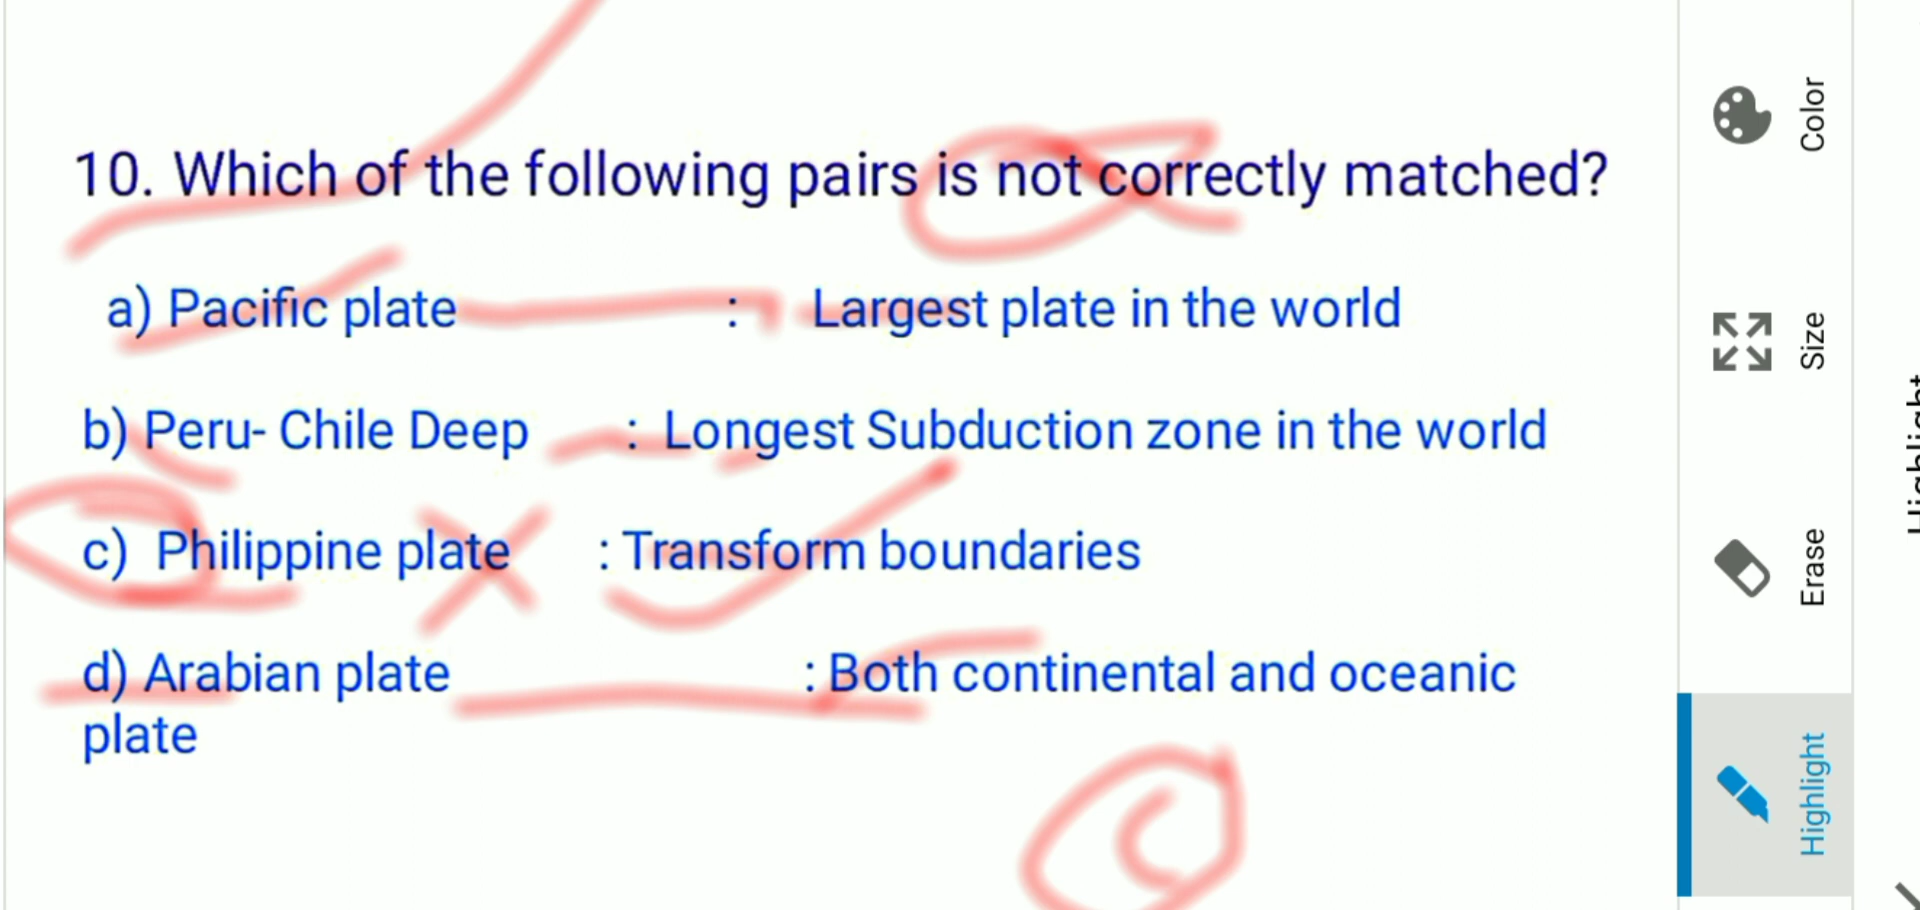 10. Which of the following pairs is not correctly matched?
a) Pacific plate : Largest plate in the world
b) Peru- Chile Deep : Longest Subduction zone in the world
c) Philippine plate : Transform boundaries
d) Arabian plate : Both continental and oceanic
plate
C
Color
Size
Erase
Highlight
Highlight